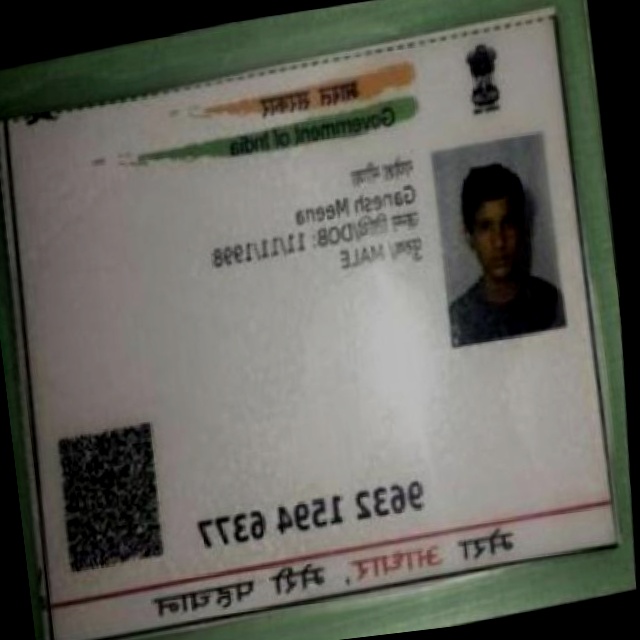 भारत सरकार
Government of India
गणेश मीना
Ganesh Meena
जन्म तिथि/DOB: 11/11/1998
पुरुष/ MALE
9632 1594 6377
मेरा आधार, मेरी पहचान